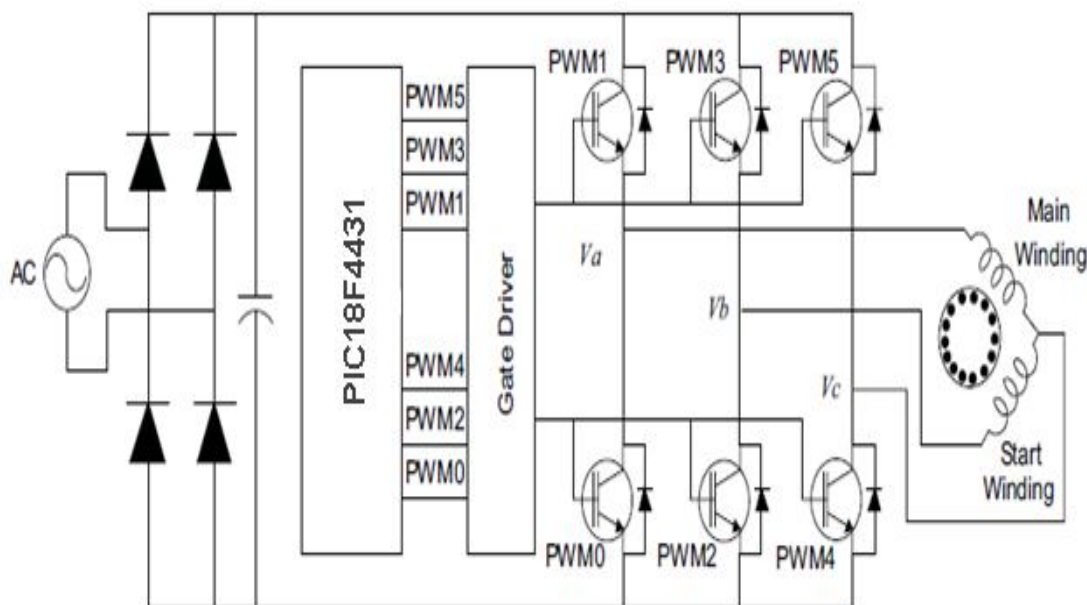 AC
PIC18F4431
PWM5
PWM3
PWM1
PWM4
PWM2
PWM0
Gate Driver
PWM1
PWM3
PWM5
Va
Vb
Vc
PWM0
PWM2
PWM4
Main
Winding
Start
Winding